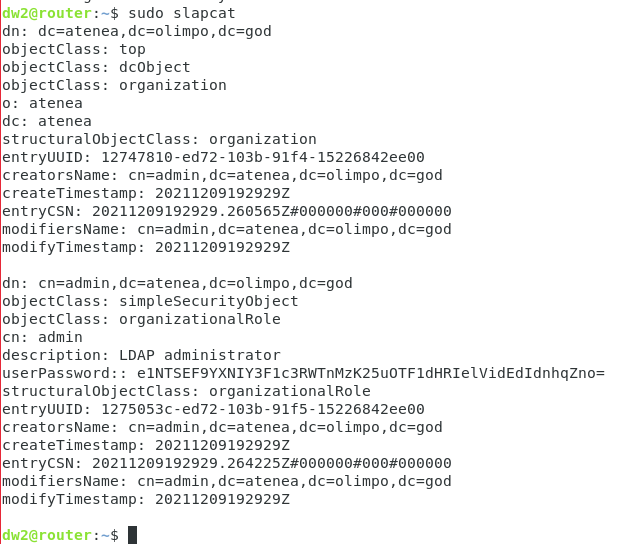 dw2@router:~$ sudo slapcat
dn: dc=atenea,dc=olimpo,dc=god
objectClass: top
objectClass: dcObject
objectClass: organization
o: atenea
dc: atenea
structuralObjectClass: organization
entryUUID: 12747810-ed72-103b-91f4-15226842ee00
creatorsName: cn=admin,dc=atenea,dc=olimpo,dc=god
createTimestamp: 20211209192929Z
entryCSN: 20211209192929.260565Z#000000#000#000000
modifiersName: cn=admin,dc=atenea,dc=olimpo,dc=god
modifyTimestamp: 20211209192929Z

dn: cn=admin,dc=atenea,dc=olimpo,dc=god
objectClass: simpleSecurityObject
objectClass: organizationalRole
cn: admin
description: LDAP administrator
userPassword:: e1NTSEF9YXNIY3F1c3RWTnMzK25uOTF1dHRIelVidEdIdnhqZno=
structuralObjectClass: organizationalRole
entryUUID: 1275053c-ed72-103b-91f5-15226842ee00
creatorsName: cn=admin,dc=atenea,dc=olimpo,dc=god
createTimestamp: 20211209192929Z
entryCSN: 20211209192929.264225Z#000000#000#000000
modifiersName: cn=admin,dc=atenea,dc=olimpo,dc=god
modifyTimestamp: 20211209192929Z

dw2@router:~$